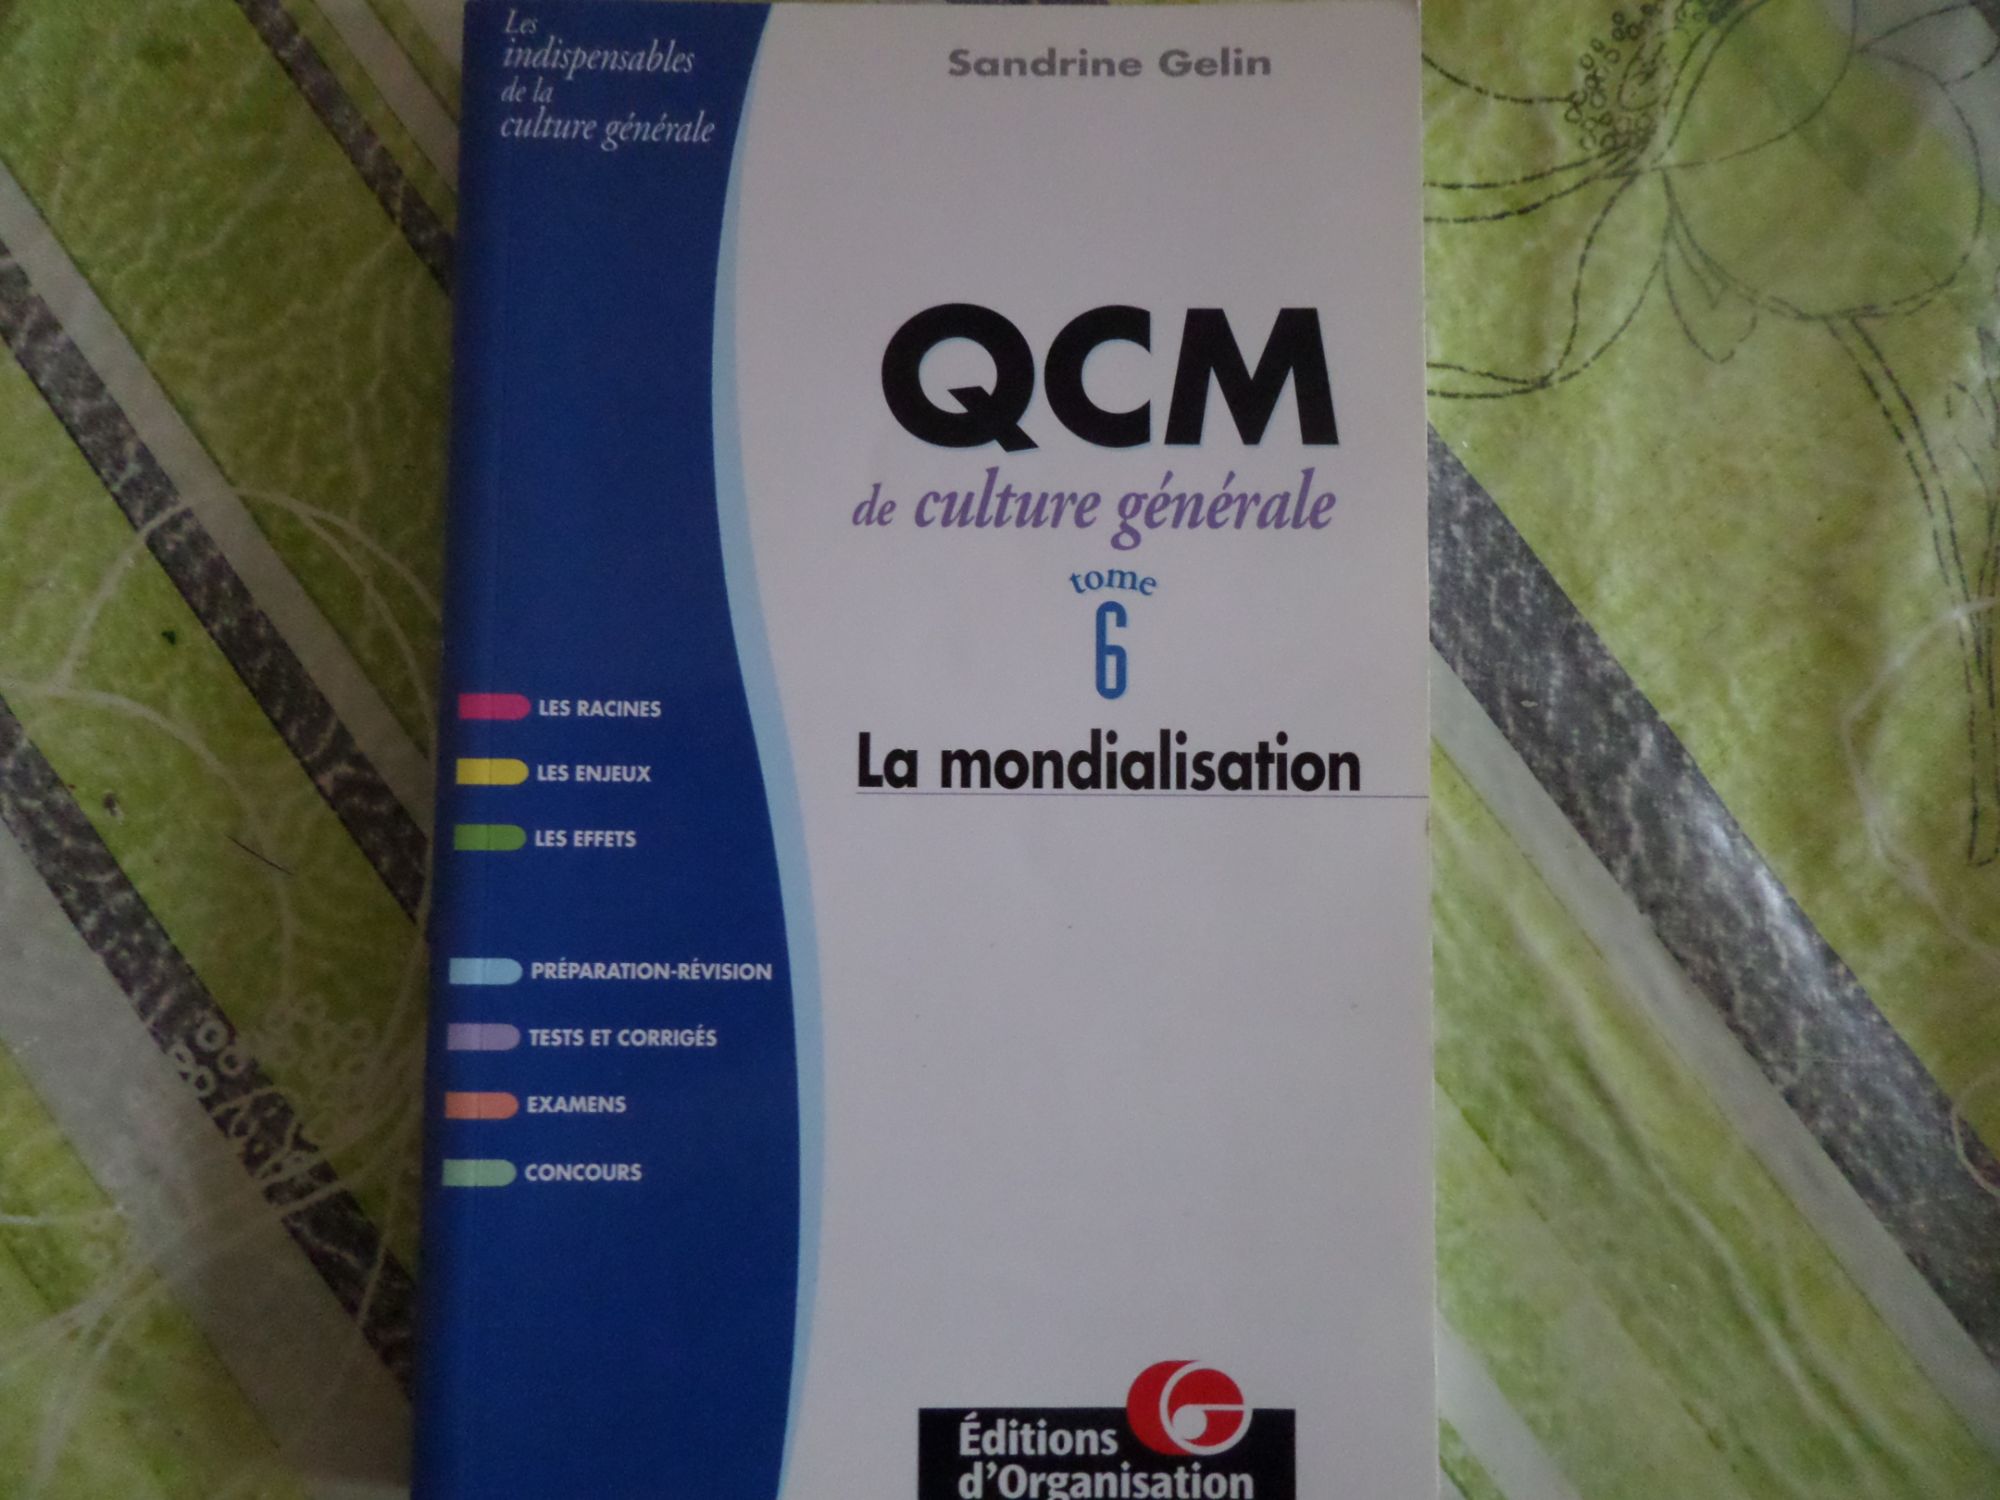 Les
indispensables
de la
culture générale
Sandrine Gelin
QCM
de culture générale
tome
6
La mondialisation
LES RACINES
LES ENJEUX
LES EFFETS
PRÉPARATION-RÉVISION
TESTS ET CORRIGÉS
EXAMENS
CONCOURS
Éditions
d'Organisation